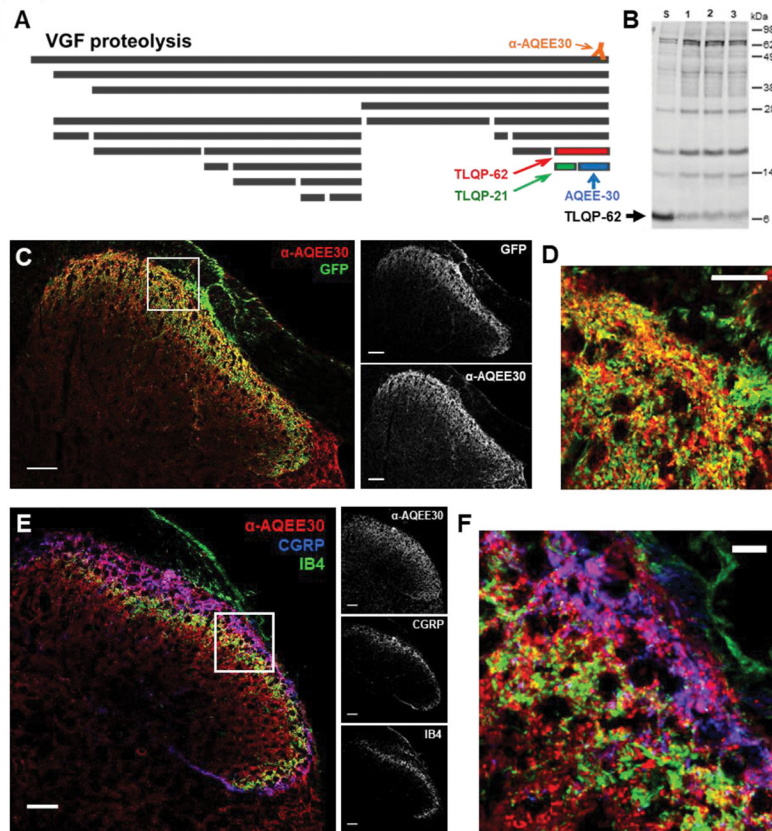 A
VGF proteolysis
α-AQEE30
TLQP-62
TLQP-21
AQEE-30
B
S 1 2 3 kDa
98
62
49
38
28
14
6
TLQP-62
C
α-AQEE30
GFP
GFP
α-AQEE30
D
E
α-AQEE30
CGRP
IB4
α-AQEE30
CGRP
IB4
F